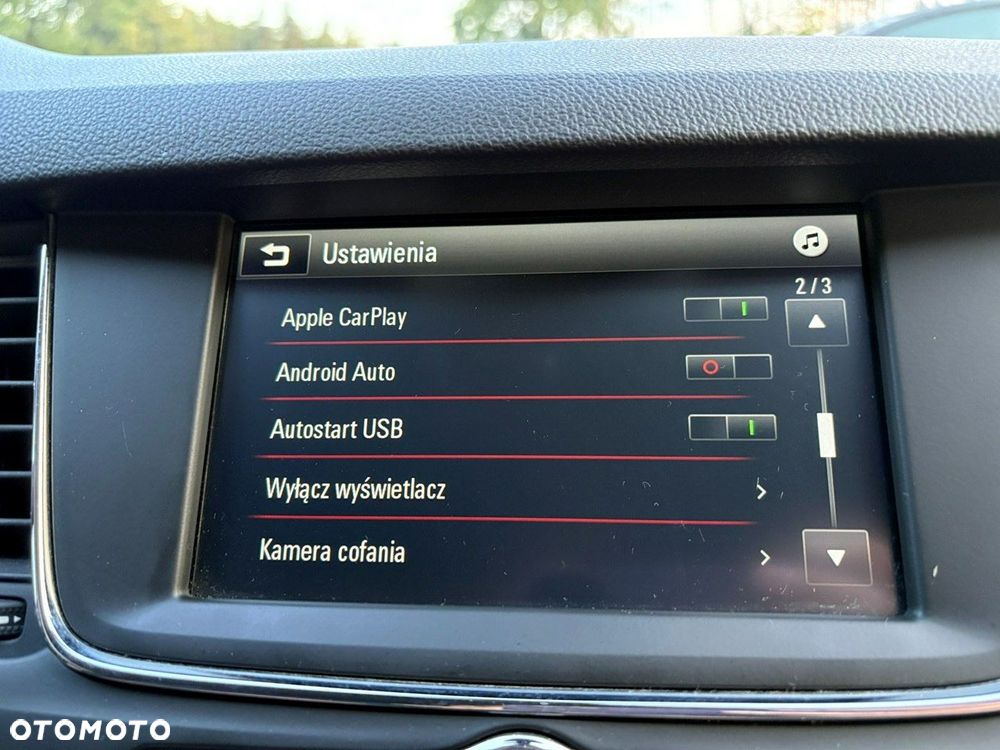 Ustawienia
2/3
Apple CarPlay
Android Auto
Autostart USB
Wyłącz wyświetlacz
Kamera cofania
OTOMOTO